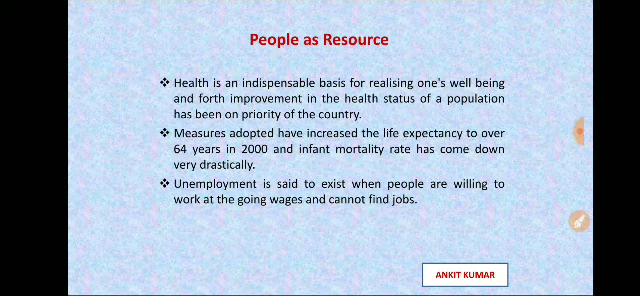 People as Resource
❖ Health is an indispensable basis for realising one's well being
and forth improvement in the health status of a population
has been on priority of the country.
❖ Measures adopted have increased the life expectancy to over
64 years in 2000 and infant mortality rate has come down
very drastically.
❖ Unemployment is said to exist when people are willing to
work at the going wages and cannot find jobs.
ANKIT KUMAR